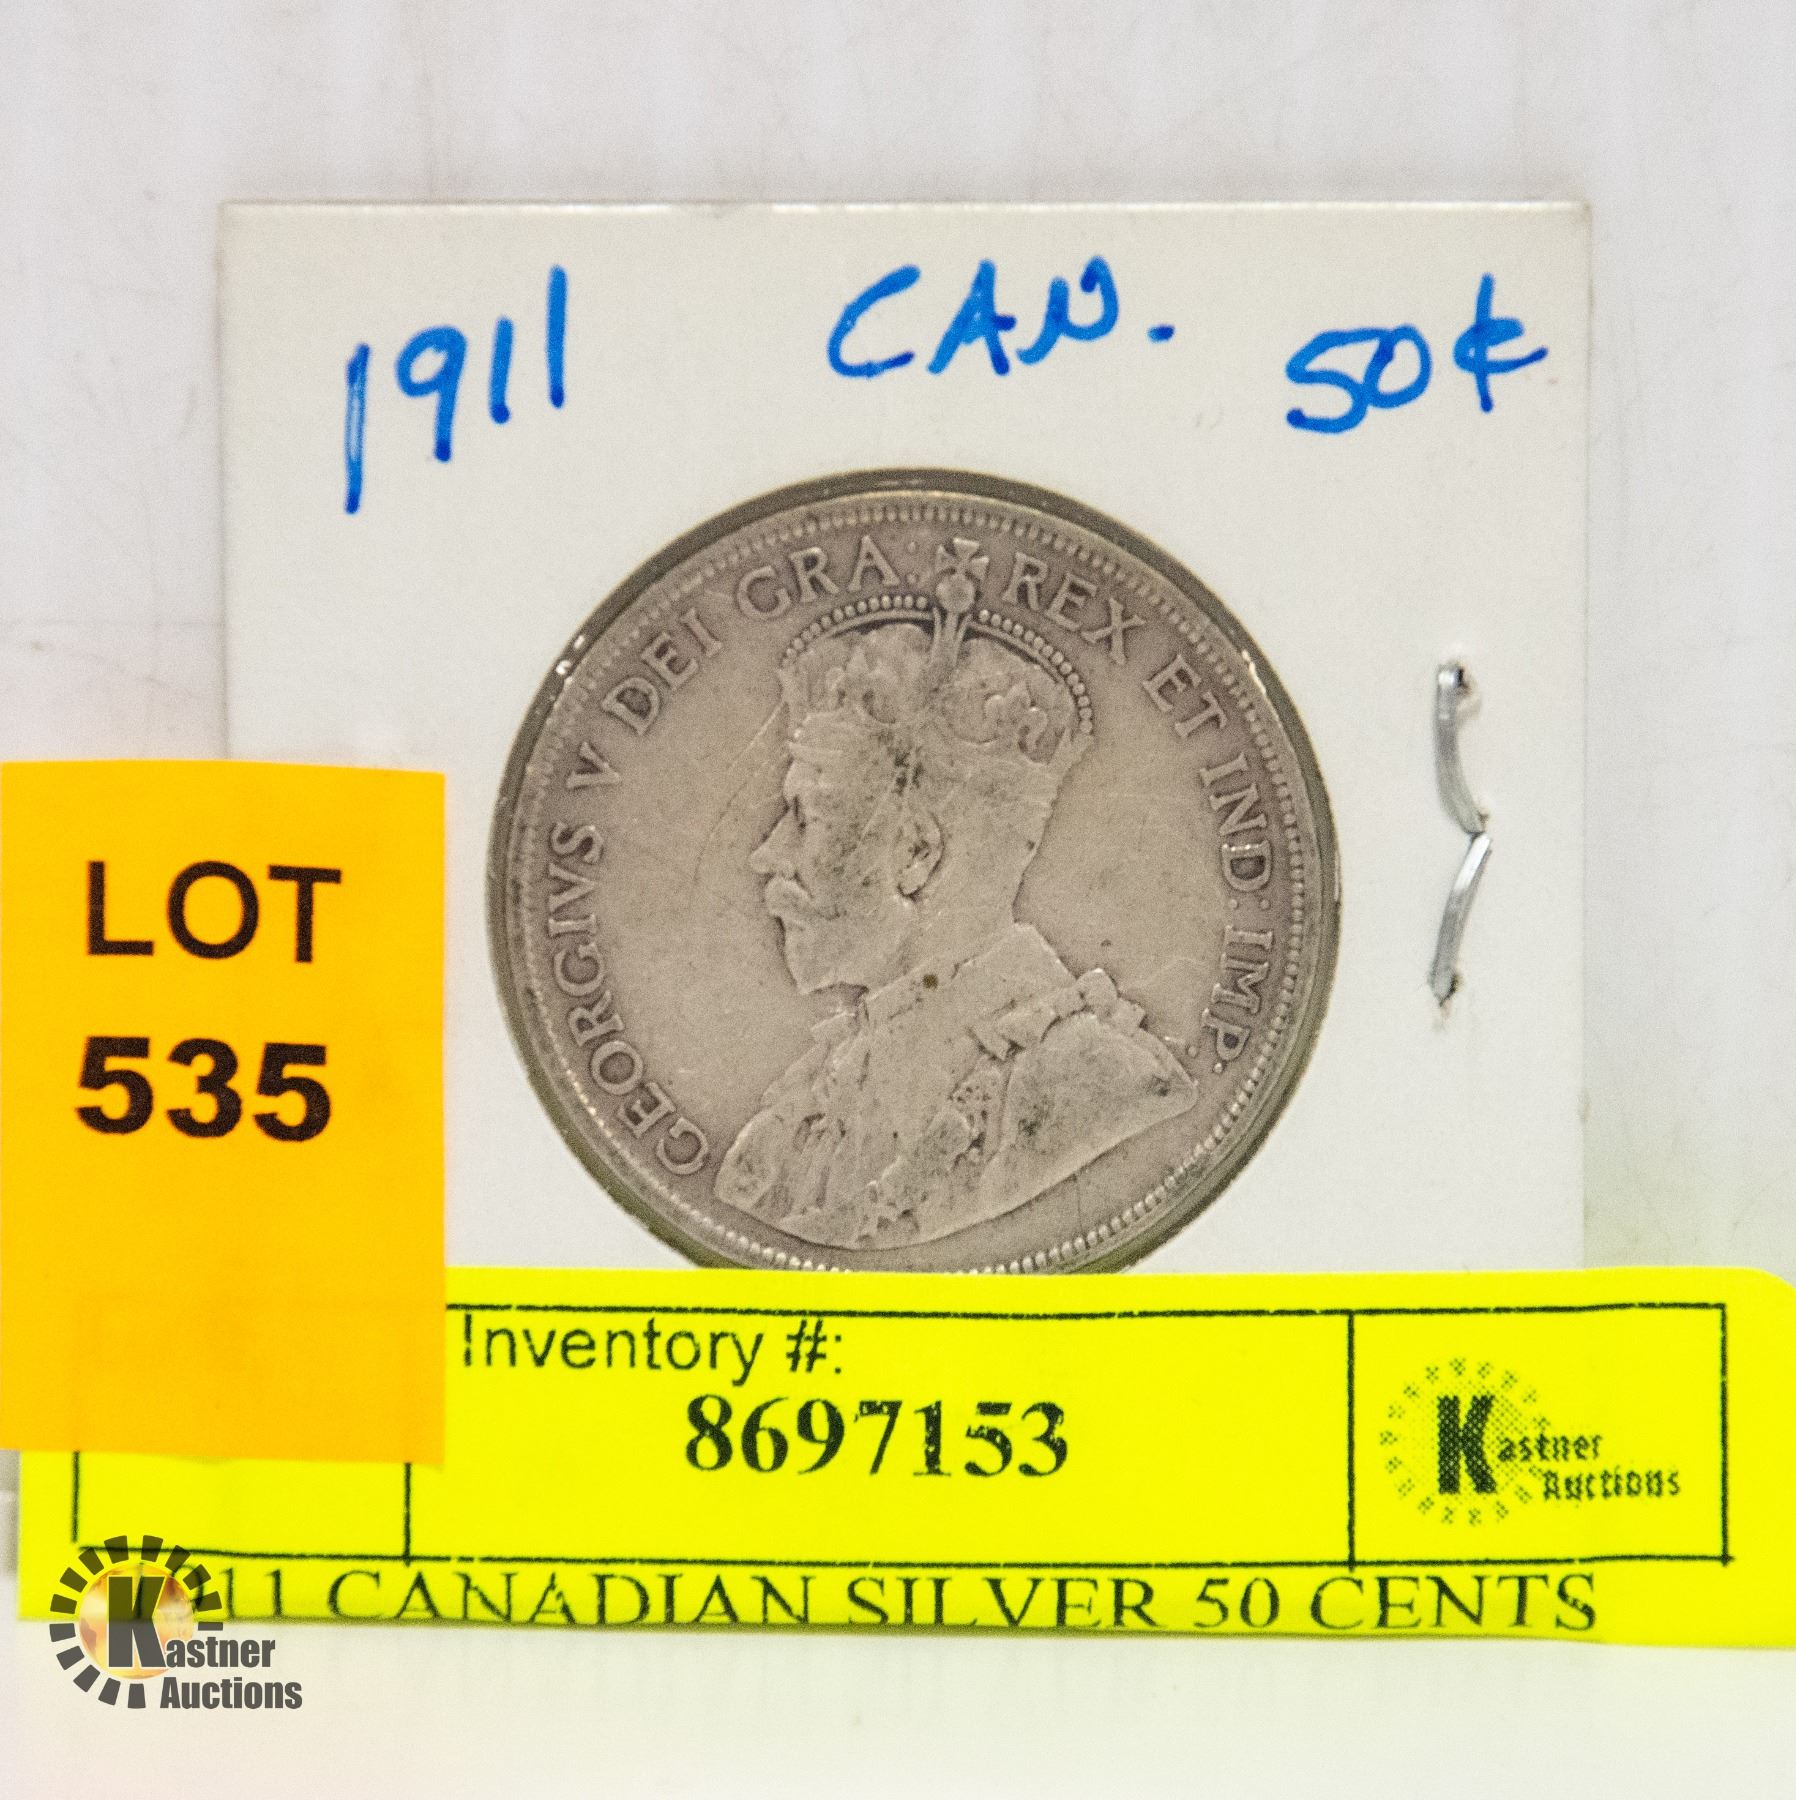 1911 CAN. 50¢
GEORGIVS V DEI GRA: REX ET IND: IMP:
LOT
535
Inventory #:
8697153
Kastner
Auctions
11 CANADIAN SILVER 50 CENTS
Kastner
Auctions